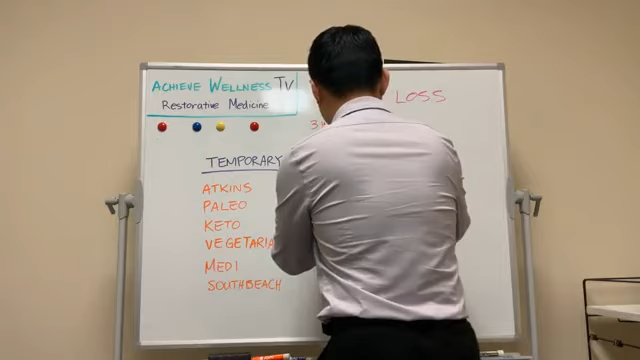 ACHIEVE WELLNESS TV
Restorative Medicine
LOSS
TEMPORARY
ATKINS
PALEO
KETO
VEGETARIA
MEDI
SOUTHBEACH